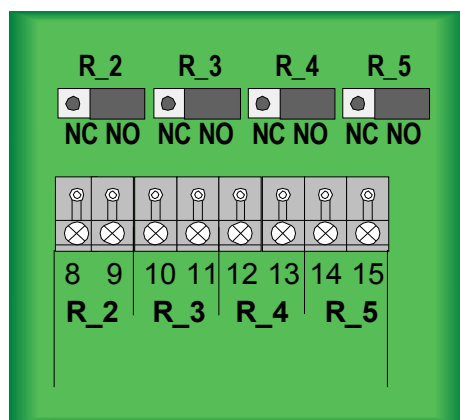 R_2 R_3 R_4 R_5
NC NO NC NO NC NO NC NO
8 9 10 11 12 13 14 15
R_2 R_3 R_4 R_5